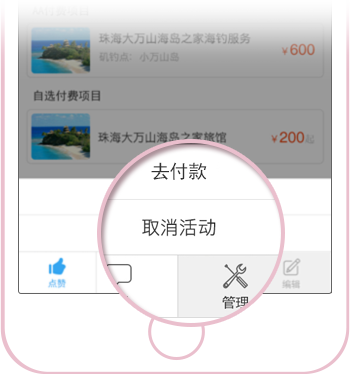 珠海大万山海岛之家海钓服务
矶钓点：小万山岛
¥600
自选付费项目
珠海大万山海岛之家旅馆
¥200起
去付款
取消活动
点赞
管理
编辑